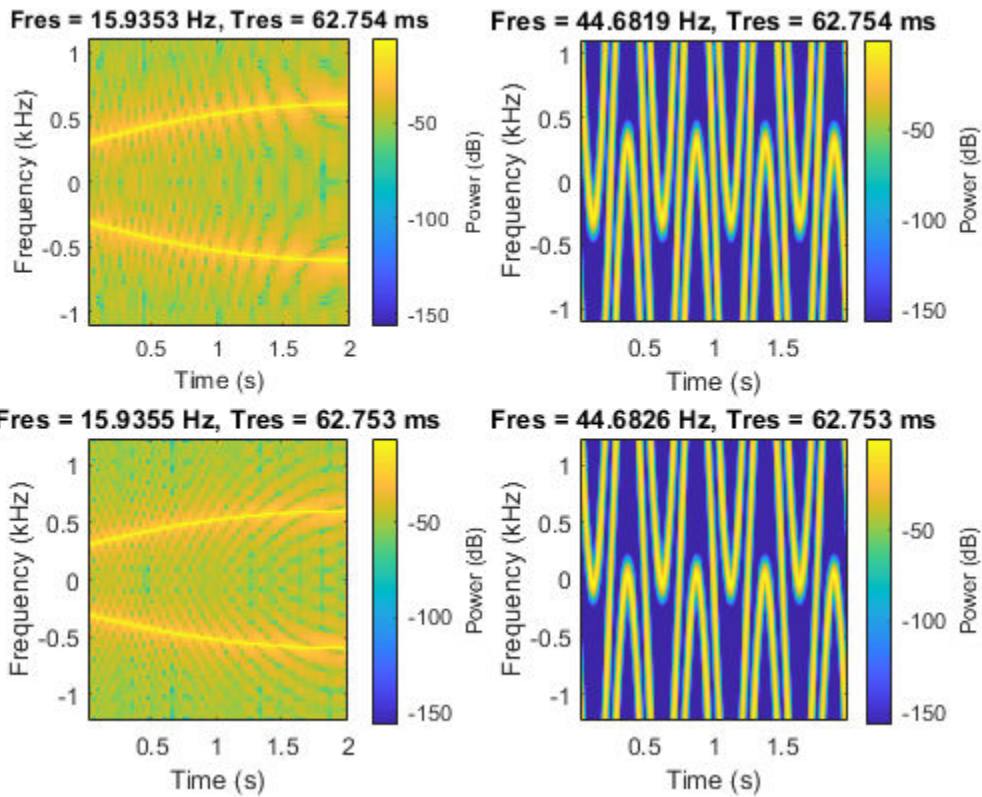 Fres = 15.9353 Hz, Tres = 62.754 ms
1
0.5
0
-0.5
-1
Frequency (kHz)
0.5
1
1.5
2
Time (s)
-50
-100
-150
Power (dB)
Fres = 44.6819 Hz, Tres = 62.754 ms
1
0.5
0
-0.5
-1
Frequency (kHz)
0.5
1
1.5
Time (s)
-50
-100
-150
Power (dB)
Fres = 15.9355 Hz, Tres = 62.753 ms
1
0.5
0
-0.5
-1
Frequency (kHz)
0.5
1
1.5
2
Time (s)
-50
-100
-150
Power (dB)
Fres = 44.6826 Hz, Tres = 62.753 ms
1
0.5
0
-0.5
-1
Frequency (kHz)
0.5
1
1.5
Time (s)
-50
-100
-150
Power (dB)